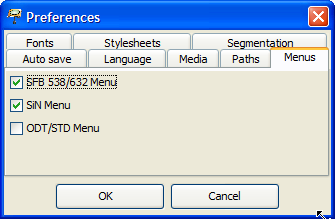 Preferences
Fonts Stylesheets Segmentation
Auto save Language Media Paths Menus
SFB 538/632 Menu
SiN Menu
ODT/STD Menu
OK Cancel